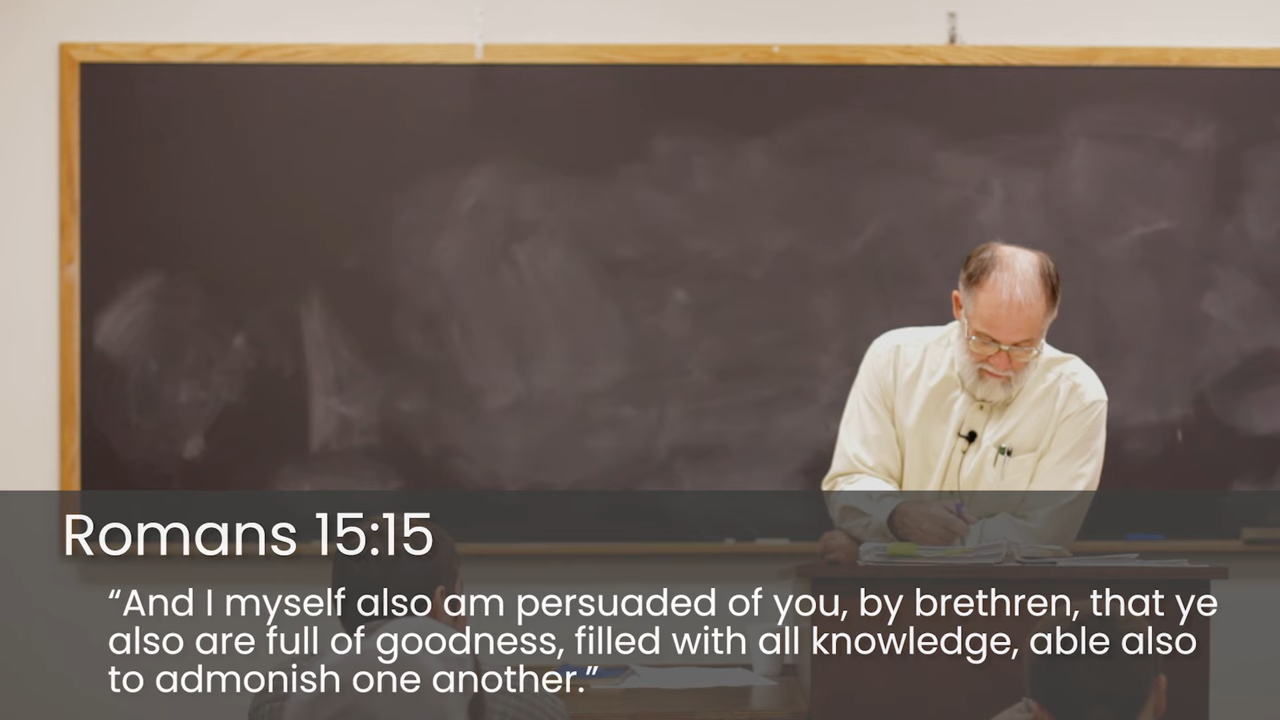 Romans 15:15
“And I myself also am persuaded of you, by brethren, that ye
also are full of goodness, filled with all knowledge, able also
to admonish one another.”